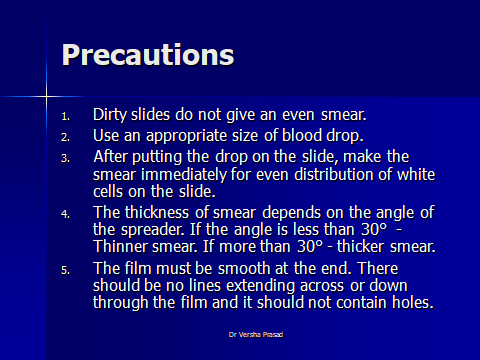 Precautions
1. Dirty slides do not give an even smear.
2. Use an appropriate size of blood drop.
3. After putting the drop on the slide, make the
smear immediately for even distribution of white
cells on the slide.
4. The thickness of smear depends on the angle of
the spreader. If the angle is less than 30° -
Thinner smear. If more than 30° - thicker smear.
5. The film must be smooth at the end. There
should be no lines extending across or down
through the film and it should not contain holes.
Dr Versha Prasad